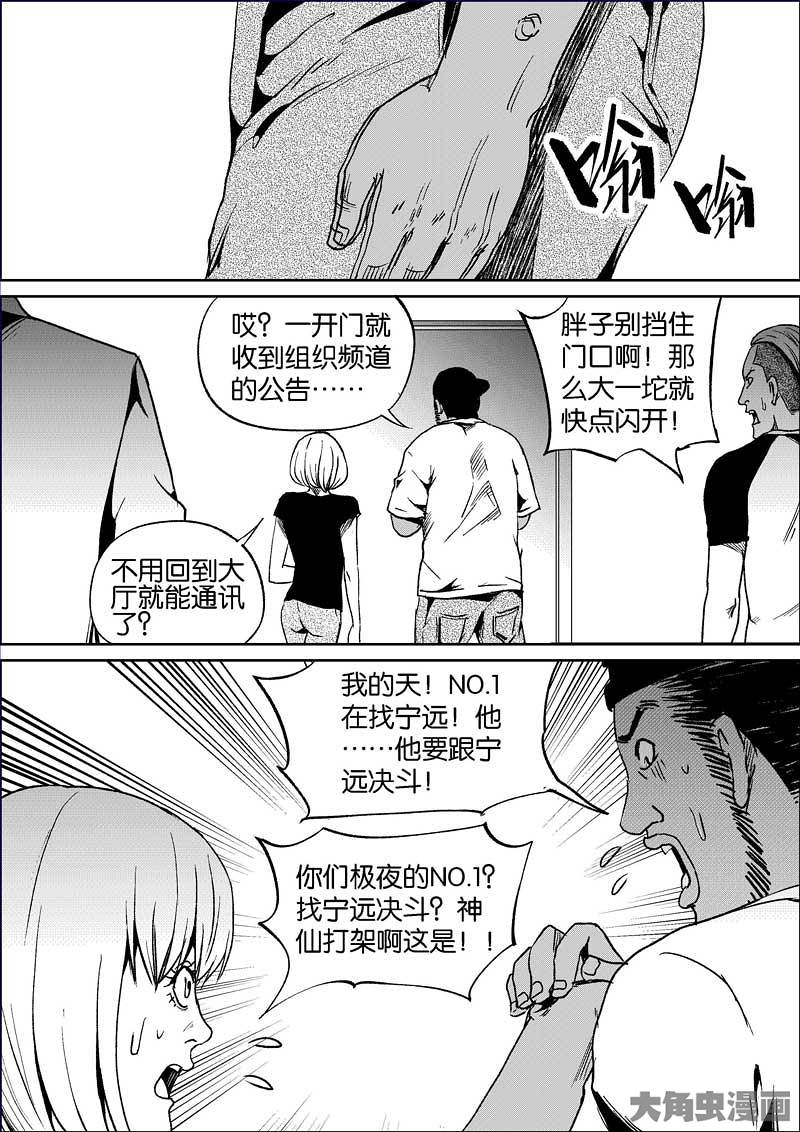 嗡
嗡
哎？一开门就
收到组织频道
的公告……
胖子别挡住
门口啊！那
么大一坨就
快点闪开！
不用回到大
厅就能通讯
了？
我的天！NO.1
在找宁远！他
……他要跟宁
远决斗！
你们极夜的NO.1？
找宁远决斗？神
仙打架啊这是！！
大角虫漫画